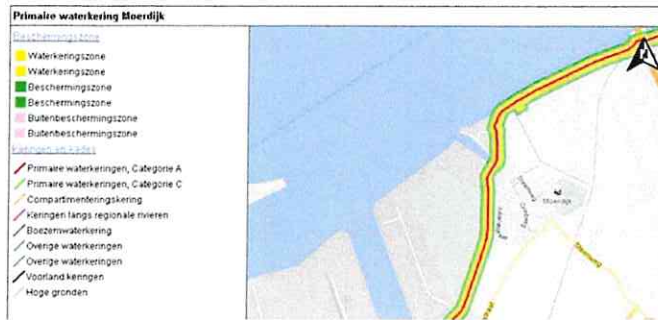 Primaire waterkering Moerdijk
Beschermingszone
Waterkeringszone
Waterkeringszone
Beschermingszone
Beschermingszone
Buitenbeschermingszone
Buitenbeschermingszone
Keringen en kades
Primaire waterkeringen, Categorie A
Primaire waterkeringen, Categorie C
Compartimenteringskering
Keringen langs regionale rivieren
Boezemwaterkering
Overige waterkeringen
Overige waterkeringen
Voorland keringen
Hoge gronden
Moerdijk
Steenweg